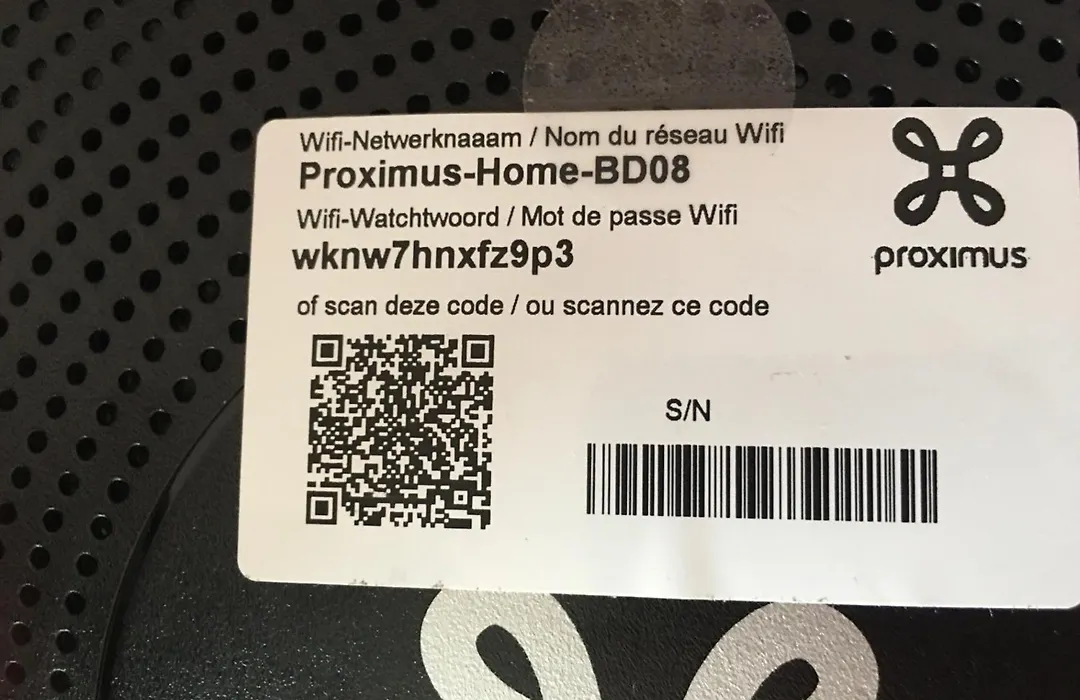 Wifi-Netwerknaaam / Nom du réseau Wifi
Proximus-Home-BD08
Wifi-Watchtwoord / Mot de passe Wifi
wknw7hnxfz9p3
proximus
of scan deze code / ou scannez ce code
S/N